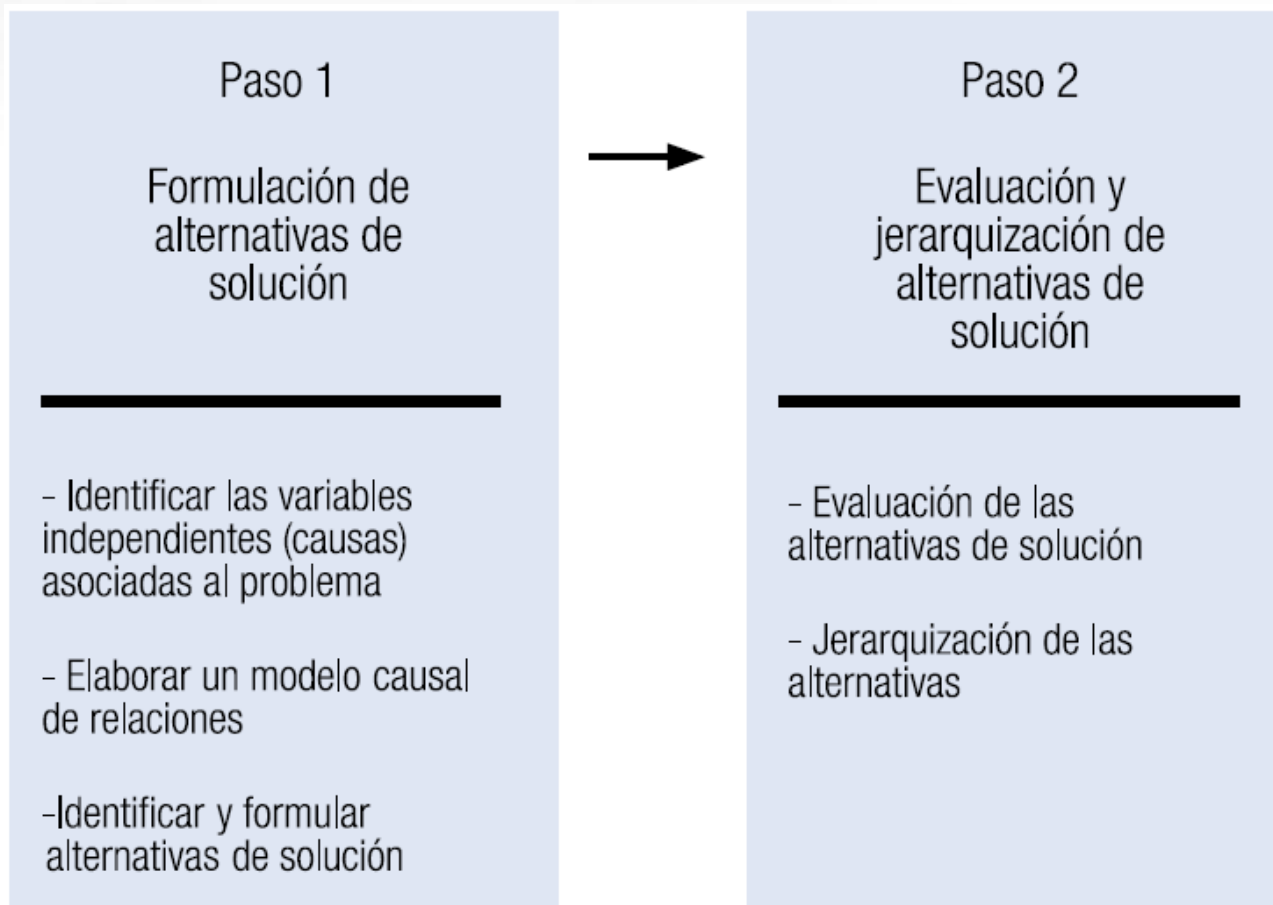 Paso 1
Formulación de
alternativas de
solución
- Identificar las variables
independientes (causas)
asociadas al problema
- Elaborar un modelo causal
de relaciones
-Identificar y formular
alternativas de solución
Paso 2
Evaluación y
jerarquización de
alternativas de
solución
- Evaluación de las
alternativas de solución
- Jerarquización de las
alternativas